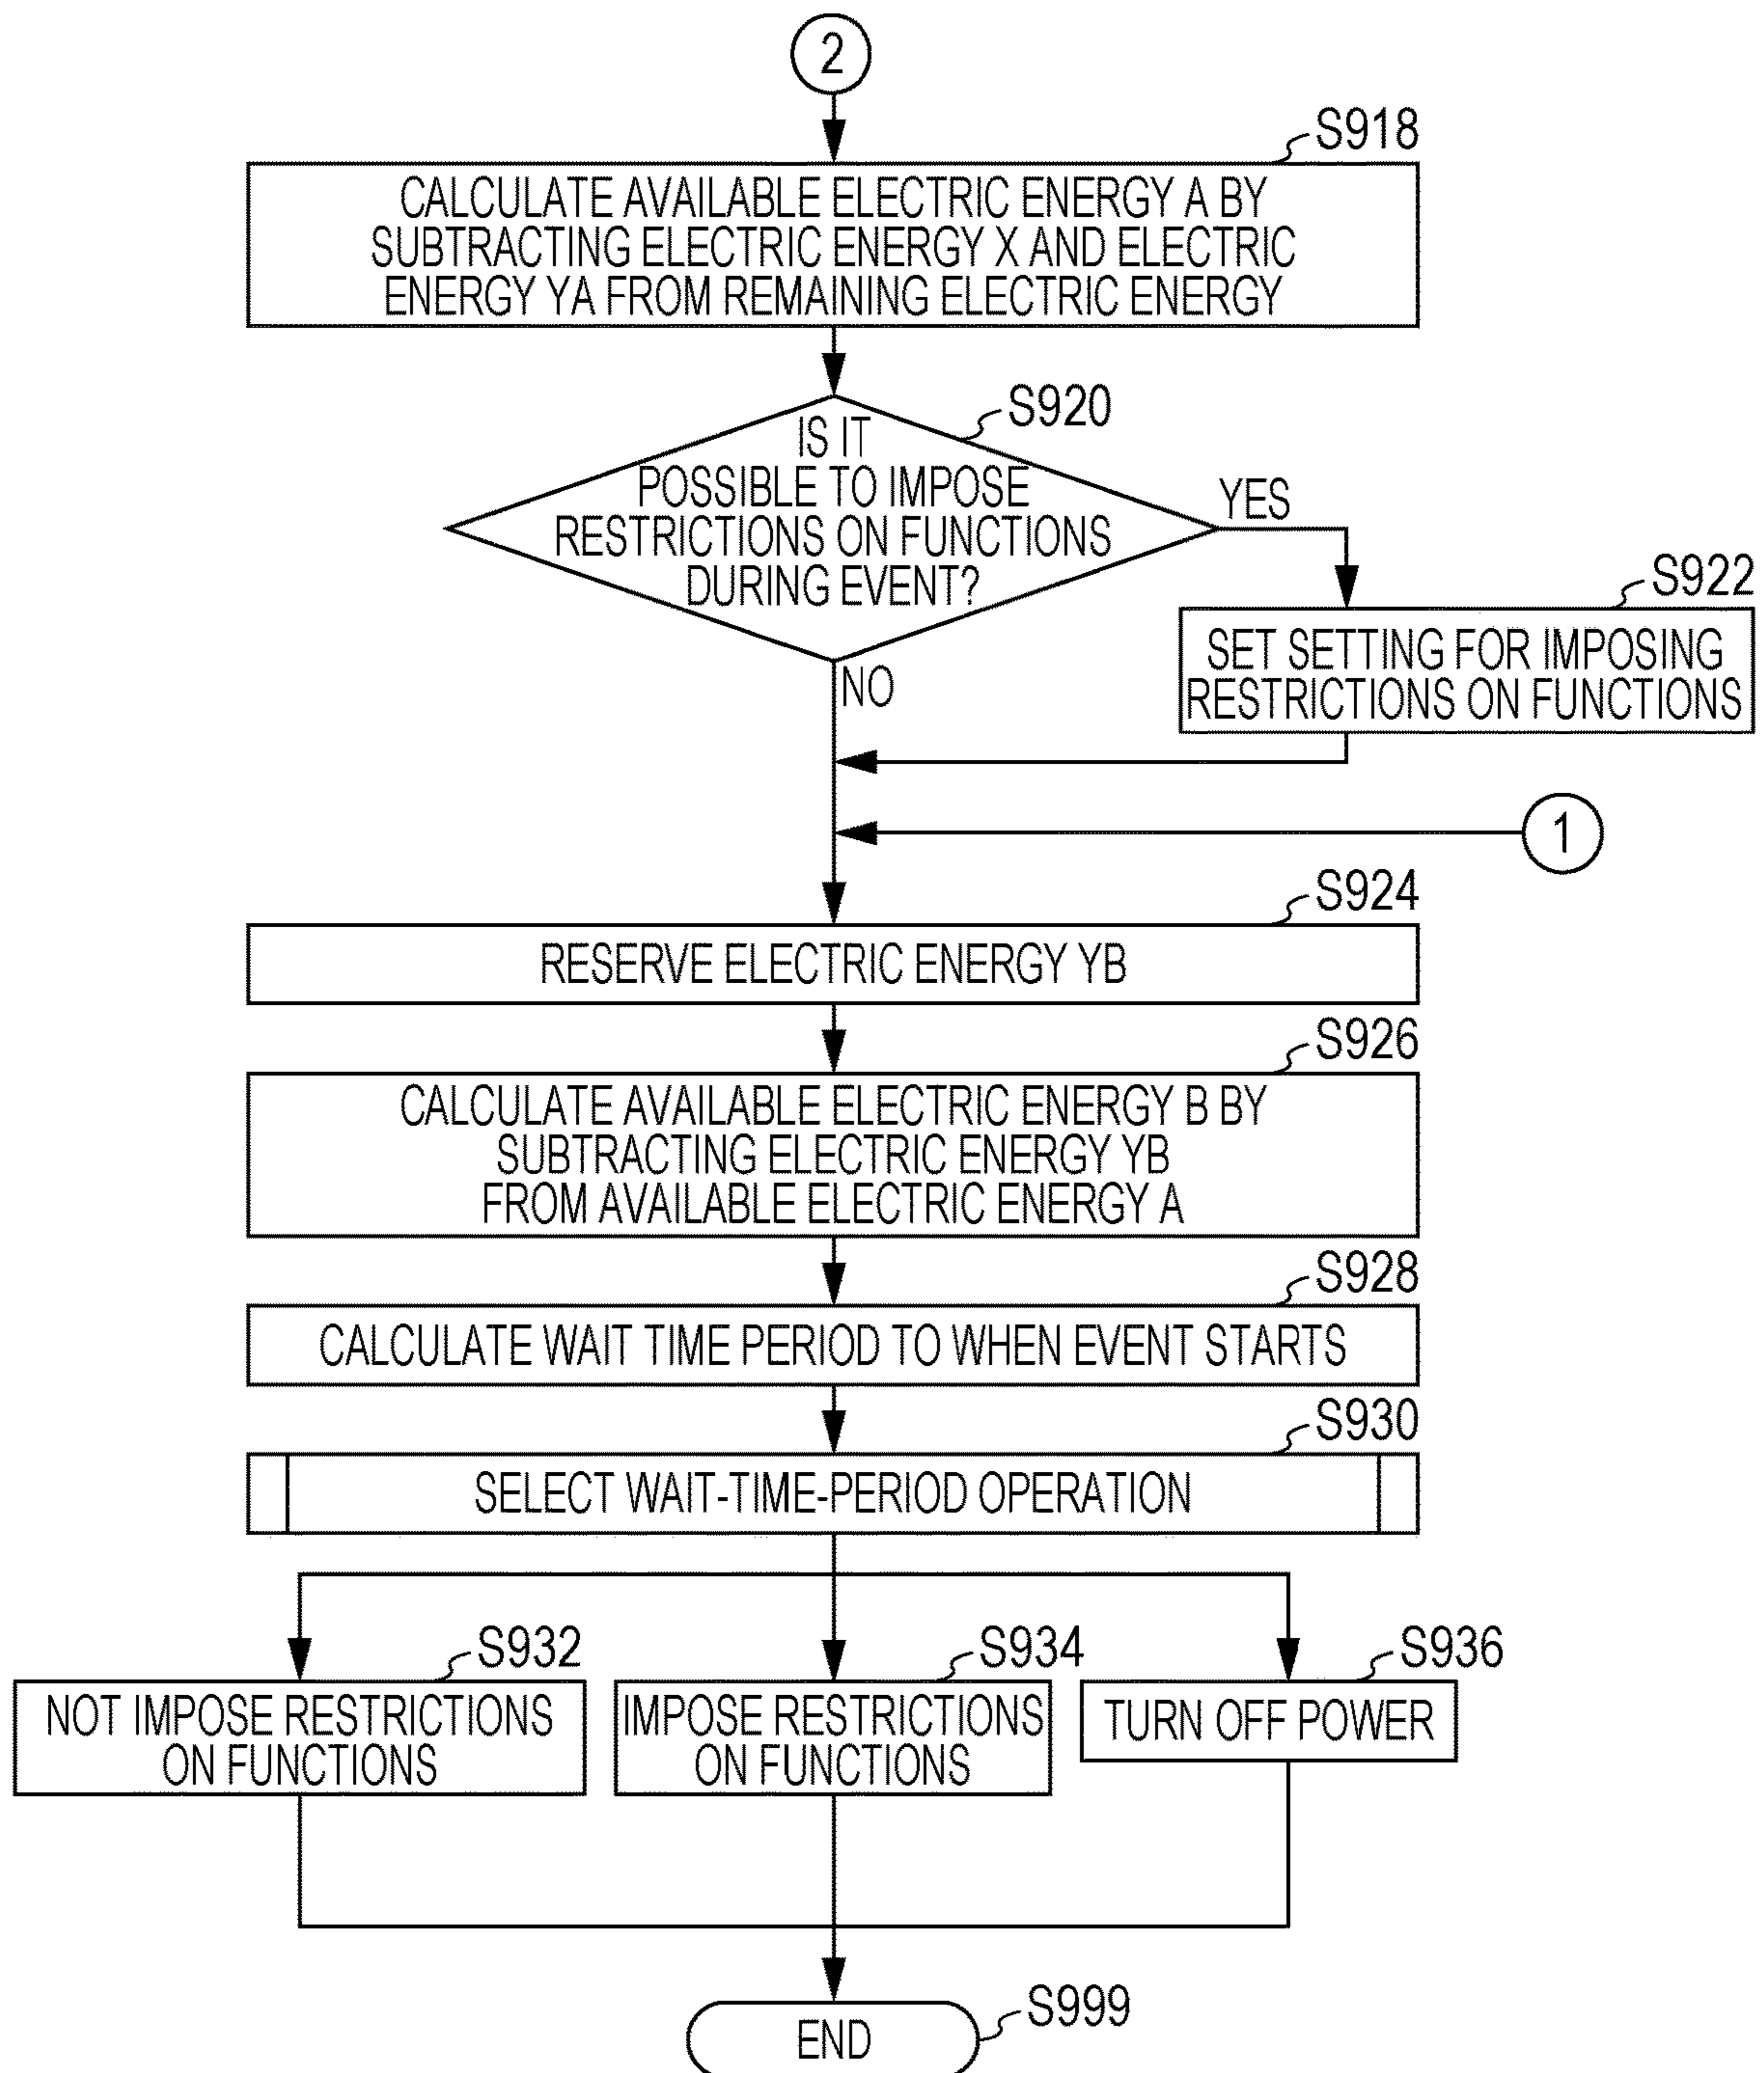 2
S918
CALCULATE AVAILABLE ELECTRIC ENERGY A BY
SUBTRACTING ELECTRIC ENERGY X AND ELECTRIC
ENERGY YA FROM REMAINING ELECTRIC ENERGY
S920
IS IT
POSSIBLE TO IMPOSE
RESTRICTIONS ON FUNCTIONS
DURING EVENT?
YES
S922
SET SETTING FOR IMPOSING
RESTRICTIONS ON FUNCTIONS
NO
1
S924
RESERVE ELECTRIC ENERGY YB
S926
CALCULATE AVAILABLE ELECTRIC ENERGY B BY
SUBTRACTING ELECTRIC ENERGY YB
FROM AVAILABLE ELECTRIC ENERGY A
S928
CALCULATE WAIT TIME PERIOD TO WHEN EVENT STARTS
S930
SELECT WAIT-TIME-PERIOD OPERATION
S932
NOT IMPOSE RESTRICTIONS
ON FUNCTIONS
S934
IMPOSE RESTRICTIONS
ON FUNCTIONS
S936
TURN OFF POWER
S999
END